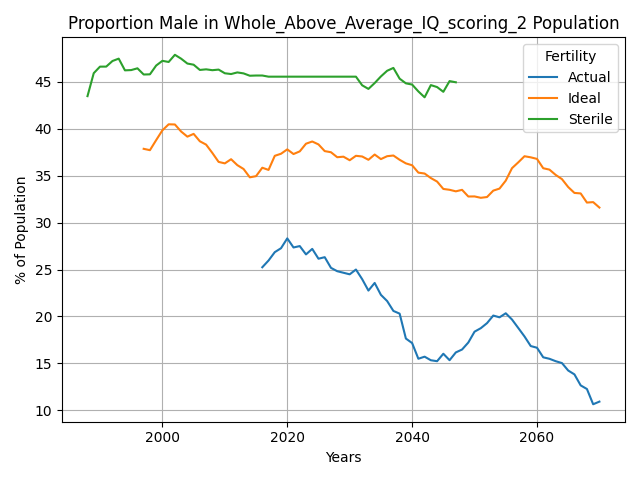 Proportion Male in Whole_Above_Average_IQ_scoring_2 Population
Fertility
Actual
Ideal
Sterile
% of Population
45
40
35
30
25
20
15
10
2000 2020 2040 2060
Years